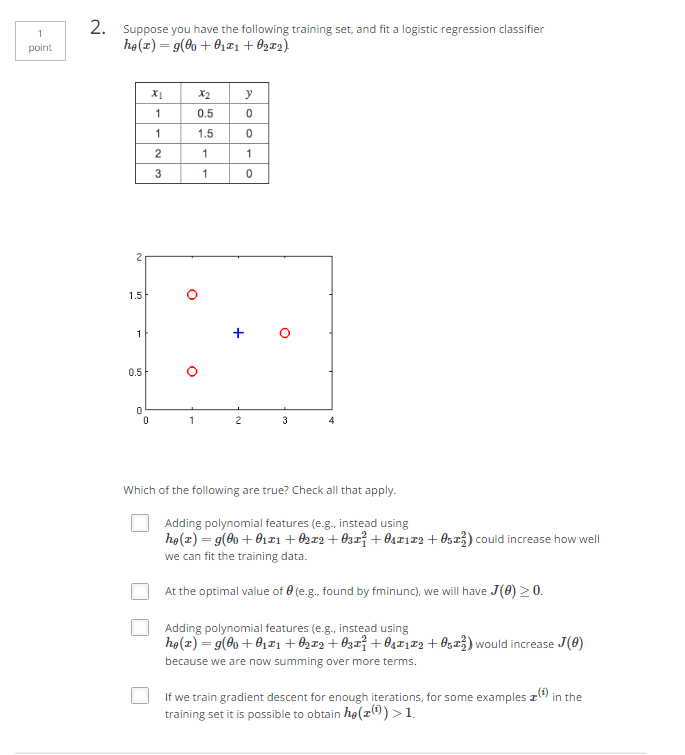 1
point
2. Suppose you have the following training set, and fit a logistic regression classifier
hθ(x) = g(θ₀ + θ₁x₁ + θ₂x₂)
x₁ x₂ y
1 0.5 0
1 1.5 0
2 1 1
3 1 0
2
1.5
1
0.5
0
0 1 2 3 4
Which of the following are true? Check all that apply.
Adding polynomial features (e.g., instead using
hθ(x) = g(θ₀ + θ₁x₁ + θ₂x₂ + θ₃x₁² + θ₄x₁x₂ + θ₅x₂²) could increase how well
we can fit the training data.
At the optimal value of θ (e.g., found by fminunc), we will have J(θ) ≥ 0.
Adding polynomial features (e.g., instead using
hθ(x) = g(θ₀ + θ₁x₁ + θ₂x₂ + θ₃x₁² + θ₄x₁x₂ + θ₅x₂²) would increase J(θ)
because we are now summing over more terms.
If we train gradient descent for enough iterations, for some examples x⁽ⁱ⁾ in the
training set it is possible to obtain hθ(x⁽ⁱ⁾) > 1.